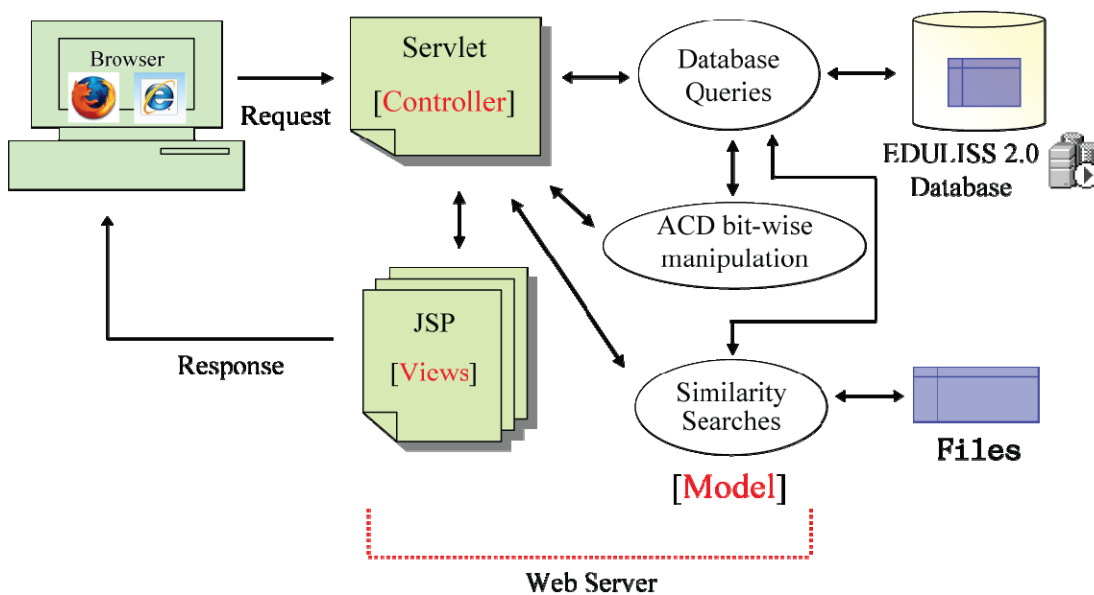 Browser
Request
Servlet
[Controller]
Database
Queries
EDULISS 2.0
Database
ACD bit-wise
manipulation
JSP
[Views]
Response
Similarity
Searches
Files
[Model]
Web Server